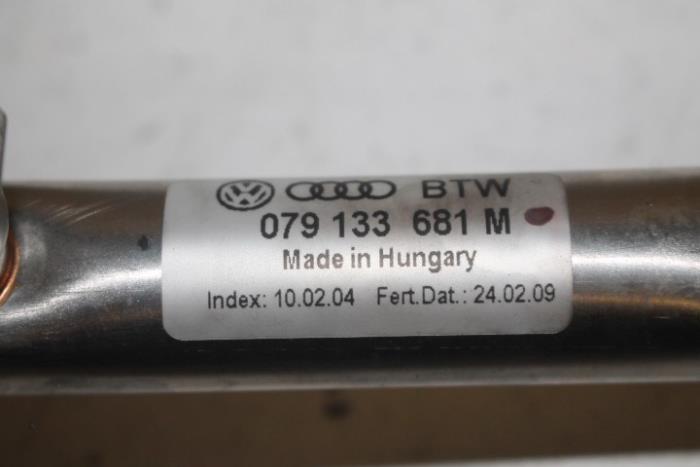 BTW
079 133 681 M
Made in Hungary
Index: 10.02.04 Fert.Dat.: 24.02.09